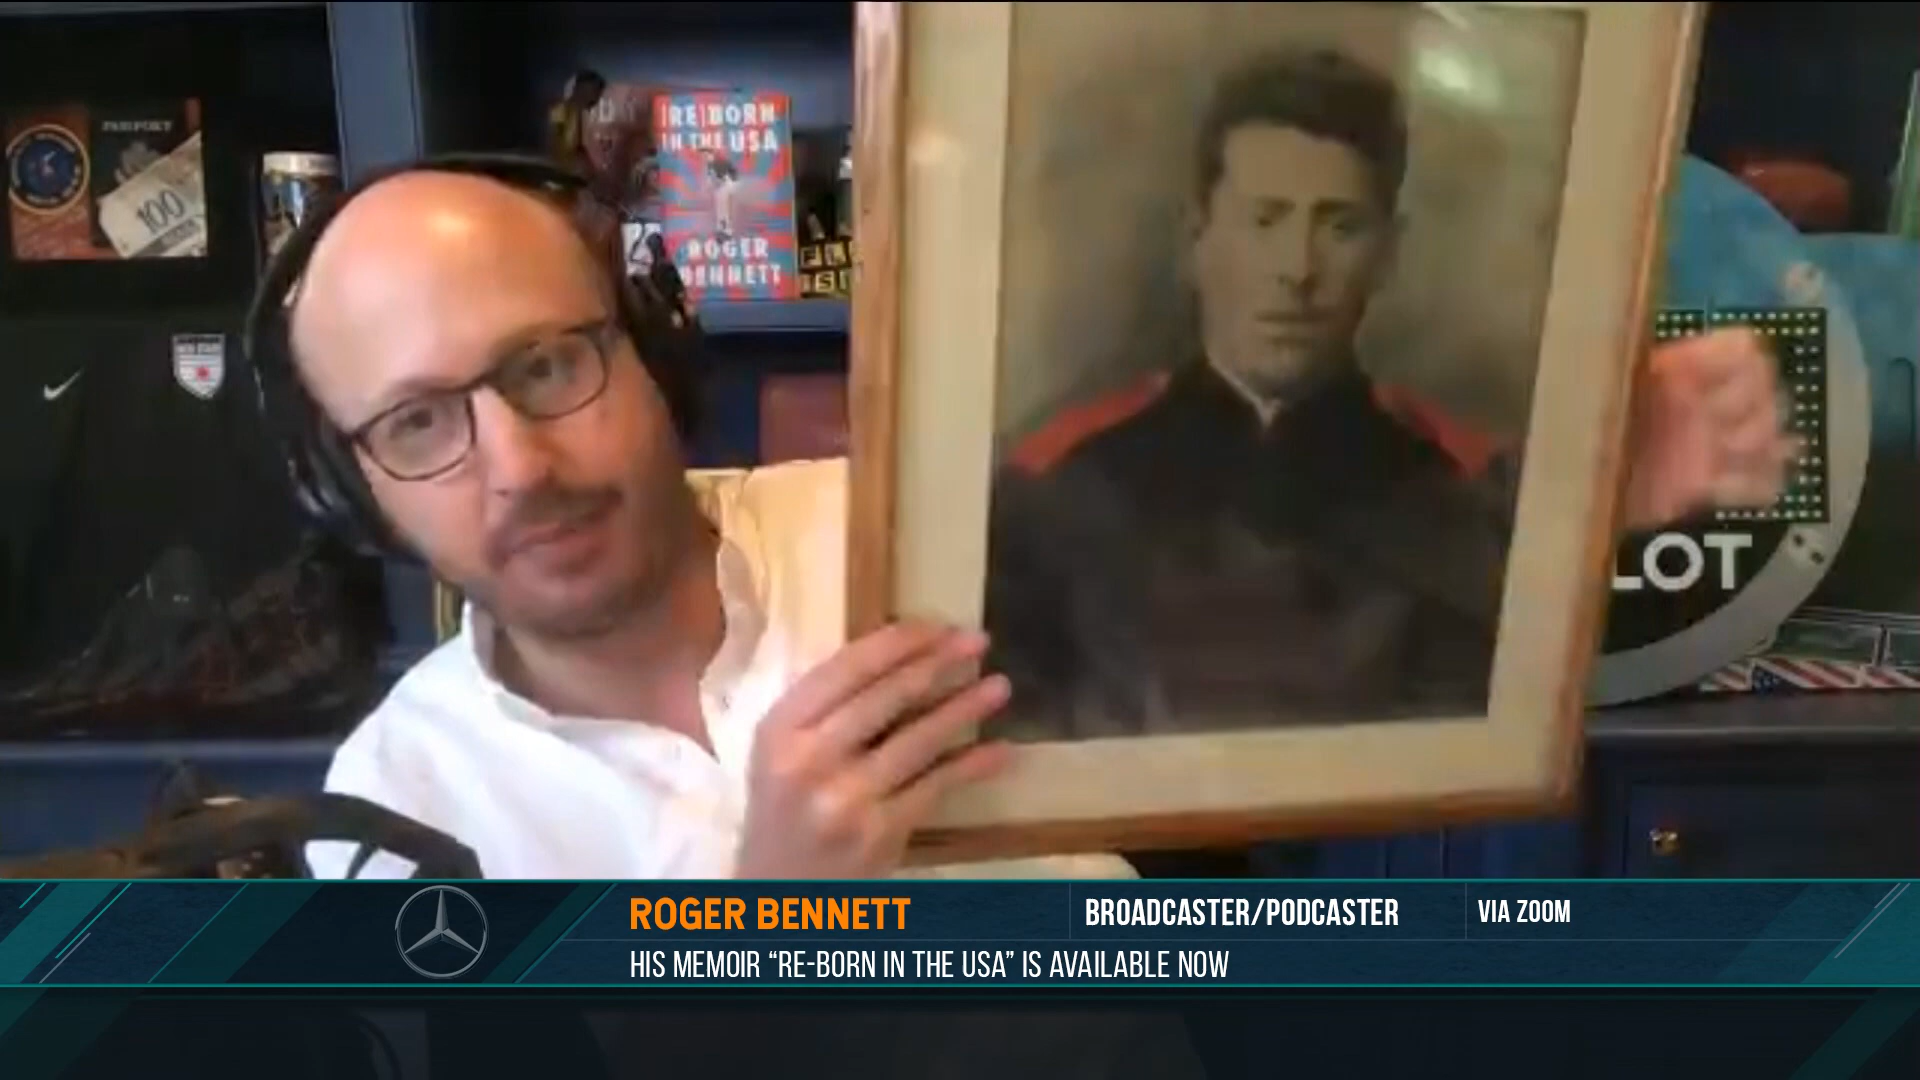 PASSPORT
100
[RE]BORN
IN THE USA
ROGER
BENNETT
LOT
ROGER BENNETT
BROADCASTER/PODCASTER
VIA ZOOM
HIS MEMOIR “RE-BORN IN THE USA” IS AVAILABLE NOW